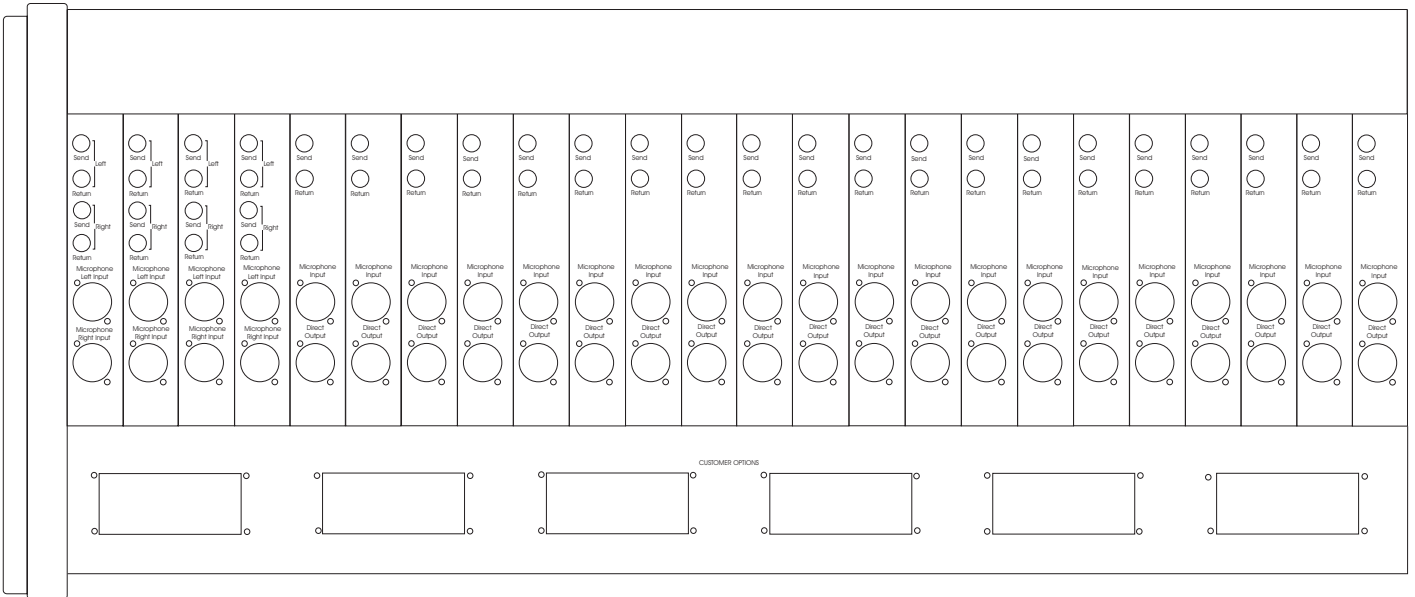 Send Send Send Send Send Send Send Send Send Send Send Send Send Send Send Send Send Send Send Send Send Send Send Send
Left Left Left Left
Return Return Return Return Return Return Return Return Return Return Return Return Return Return Return Return Return Return Return Return Return Return Return Return
Send Right Send Right Send Right Send Right
Return Return Return Return
Microphone Microphone Microphone Microphone Microphone Microphone Microphone Microphone Microphone Microphone Microphone Microphone Microphone Microphone Microphone Microphone Microphone Microphone Microphone Microphone Microphone Microphone Microphone Microphone
Left Input Left Input Left Input Left Input Input Input Input Input Input Input Input Input Input Input Input Input Input Input Input Input Input Input Input Input
Microphone Microphone Microphone Microphone Direct Direct Direct Direct Direct Direct Direct Direct Direct Direct Direct Direct Direct Direct Direct Direct Direct Direct Direct Direct
Right Input Right Input Right Input Right Input Output Output Output Output Output Output Output Output Output Output Output Output Output Output Output Output Output Output Output Output
CUSTOMER OPTIONS